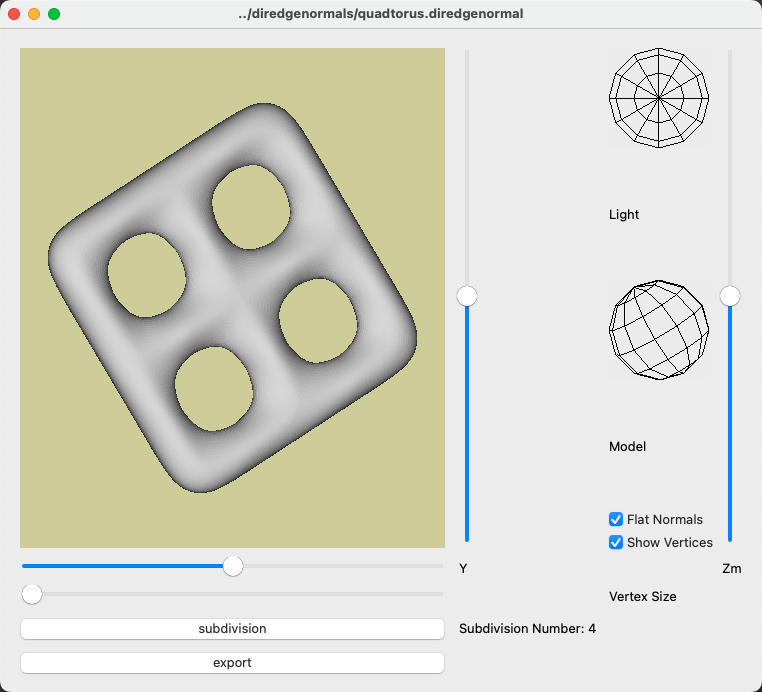 ../diredgenormals/quadtorus.diredgenormal
Light
Model
Flat Normals
Show Vertices
Y
Zm
Vertex Size
subdivision
Subdivision Number: 4
export